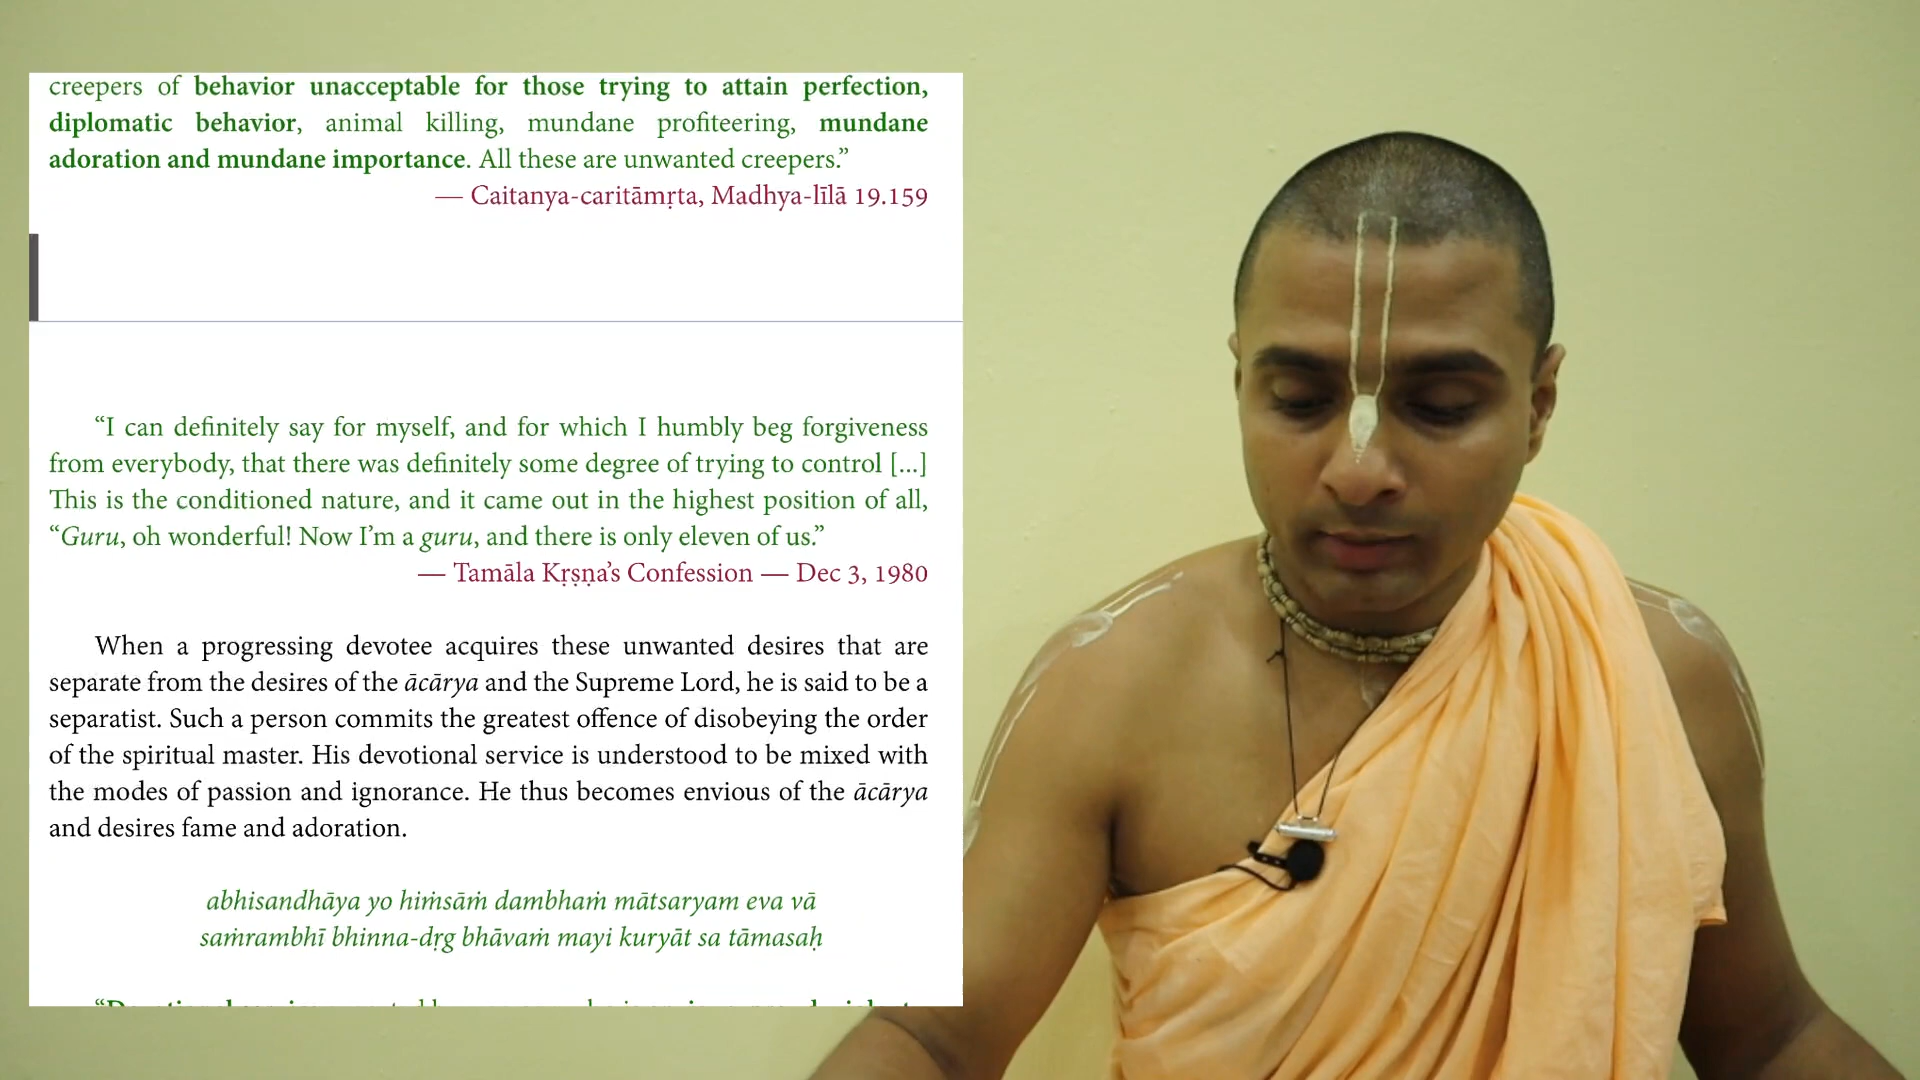 creepers of behavior unacceptable for those trying to attain perfection,
diplomatic behavior, animal killing, mundane profiteering, mundane
adoration and mundane importance. All these are unwanted creepers.”
— Caitanya-caritāmṛta, Madhya-līlā 19.159
“I can definitely say for myself, and for which I humbly beg forgiveness
from everybody, that there was definitely some degree of trying to control [...]
This is the conditioned nature, and it came out in the highest position of all,
“Guru, oh wonderful! Now I’m a guru, and there is only eleven of us.”
— Tamāla Kṛṣṇa’s Confession — Dec 3, 1980
When a progressing devotee acquires these unwanted desires that are
separate from the desires of the ācārya and the Supreme Lord, he is said to be a
separatist. Such a person commits the greatest offence of disobeying the order
of the spiritual master. His devotional service is understood to be mixed with
the modes of passion and ignorance. He thus becomes envious of the ācārya
and desires fame and adoration.
abhisandhāya yo hiṁsāṁ dambhaṁ mātsaryam eva vā
saṁrambhī bhinna-dṛg bhāvaṁ mayi kuryāt sa tāmasaḥ
“Devotional service